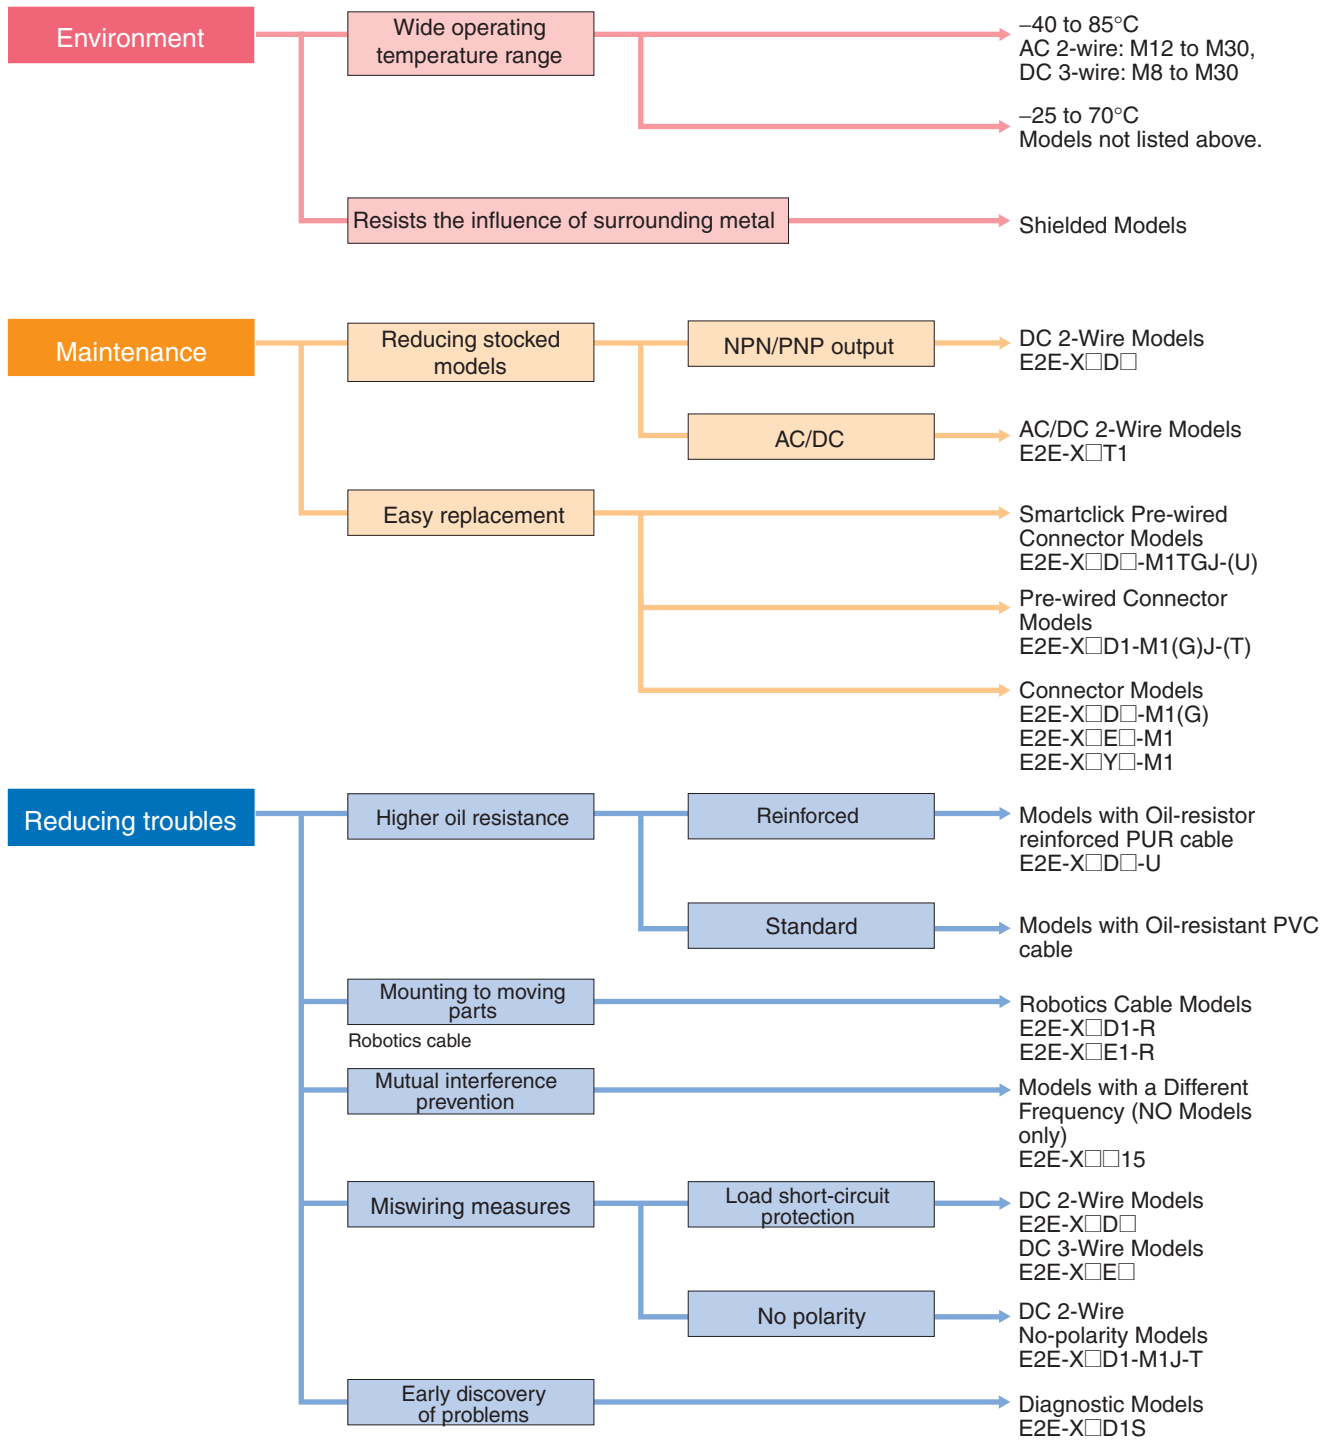 Environment
Wide operating
temperature range
–40 to 85°C
AC 2-wire: M12 to M30,
DC 3-wire: M8 to M30
–25 to 70°C
Models not listed above.
Resists the influence of surrounding metal
Shielded Models
Maintenance
Reducing stocked
models
NPN/PNP output
DC 2-Wire Models
E2E-X□D□
AC/DC
AC/DC 2-Wire Models
E2E-X□T1
Easy replacement
Smartclick Pre-wired
Connector Models
E2E-X□D□-M1TGJ-(U)
Pre-wired Connector
Models
E2E-X□D1-M1(G)J-(T)
Connector Models
E2E-X□D□-M1(G)
E2E-X□E□-M1
E2E-X□Y□-M1
Reducing troubles
Higher oil resistance
Reinforced
Models with Oil-resistor
reinforced PUR cable
E2E-X□D□-U
Standard
Models with Oil-resistant PVC
cable
Mounting to moving
parts
Robotics cable
Robotics Cable Models
E2E-X□D1-R
E2E-X□E1-R
Mutual interference
prevention
Models with a Different
Frequency (NO Models
only)
E2E-X□□15
Miswiring measures
Load short-circuit
protection
DC 2-Wire Models
E2E-X□D□
DC 3-Wire Models
E2E-X□E□
No polarity
DC 2-Wire
No-polarity Models
E2E-X□D1-M1J-T
Early discovery
of problems
Diagnostic Models
E2E-X□D1S